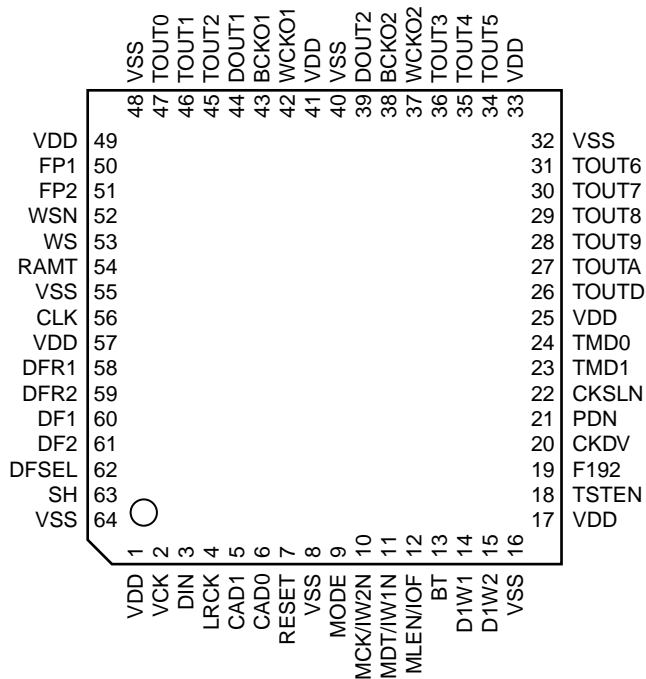 VSS
TOUT0
TOUT1
TOUT2
DOUT1
BCKO1
WCKO1
VDD
VSS
DOUT2
BCKO2
WCKO2
TOUT3
TOUT4
TOUT5
VDD
48
47
46
45
44
43
42
41
40
39
38
37
36
35
34
33
VDD 49
FP1 50
FP2 51
WSN 52
WS 53
RAMT 54
VSS 55
CLK 56
VDD 57
DFR1 58
DFR2 59
DF1 60
DF2 61
DFSEL 62
SH 63
VSS 64
32 VSS
31 TOUT6
30 TOUT7
29 TOUT8
28 TOUT9
27 TOUTA
26 TOUTD
25 VDD
24 TMD0
23 TMD1
22 CKSLN
21 PDN
20 CKDV
19 F192
18 TSTEN
17 VDD
1
2
3
4
5
6
7
8
9
10
11
12
13
14
15
16
VDD
VCK
DIN
LRCK
CAD1
CAD0
RESET
VSS
MODE
MCK/IW2N
MDT/IW1N
MLEN/IOF
BT
D1W1
D1W2
VSS